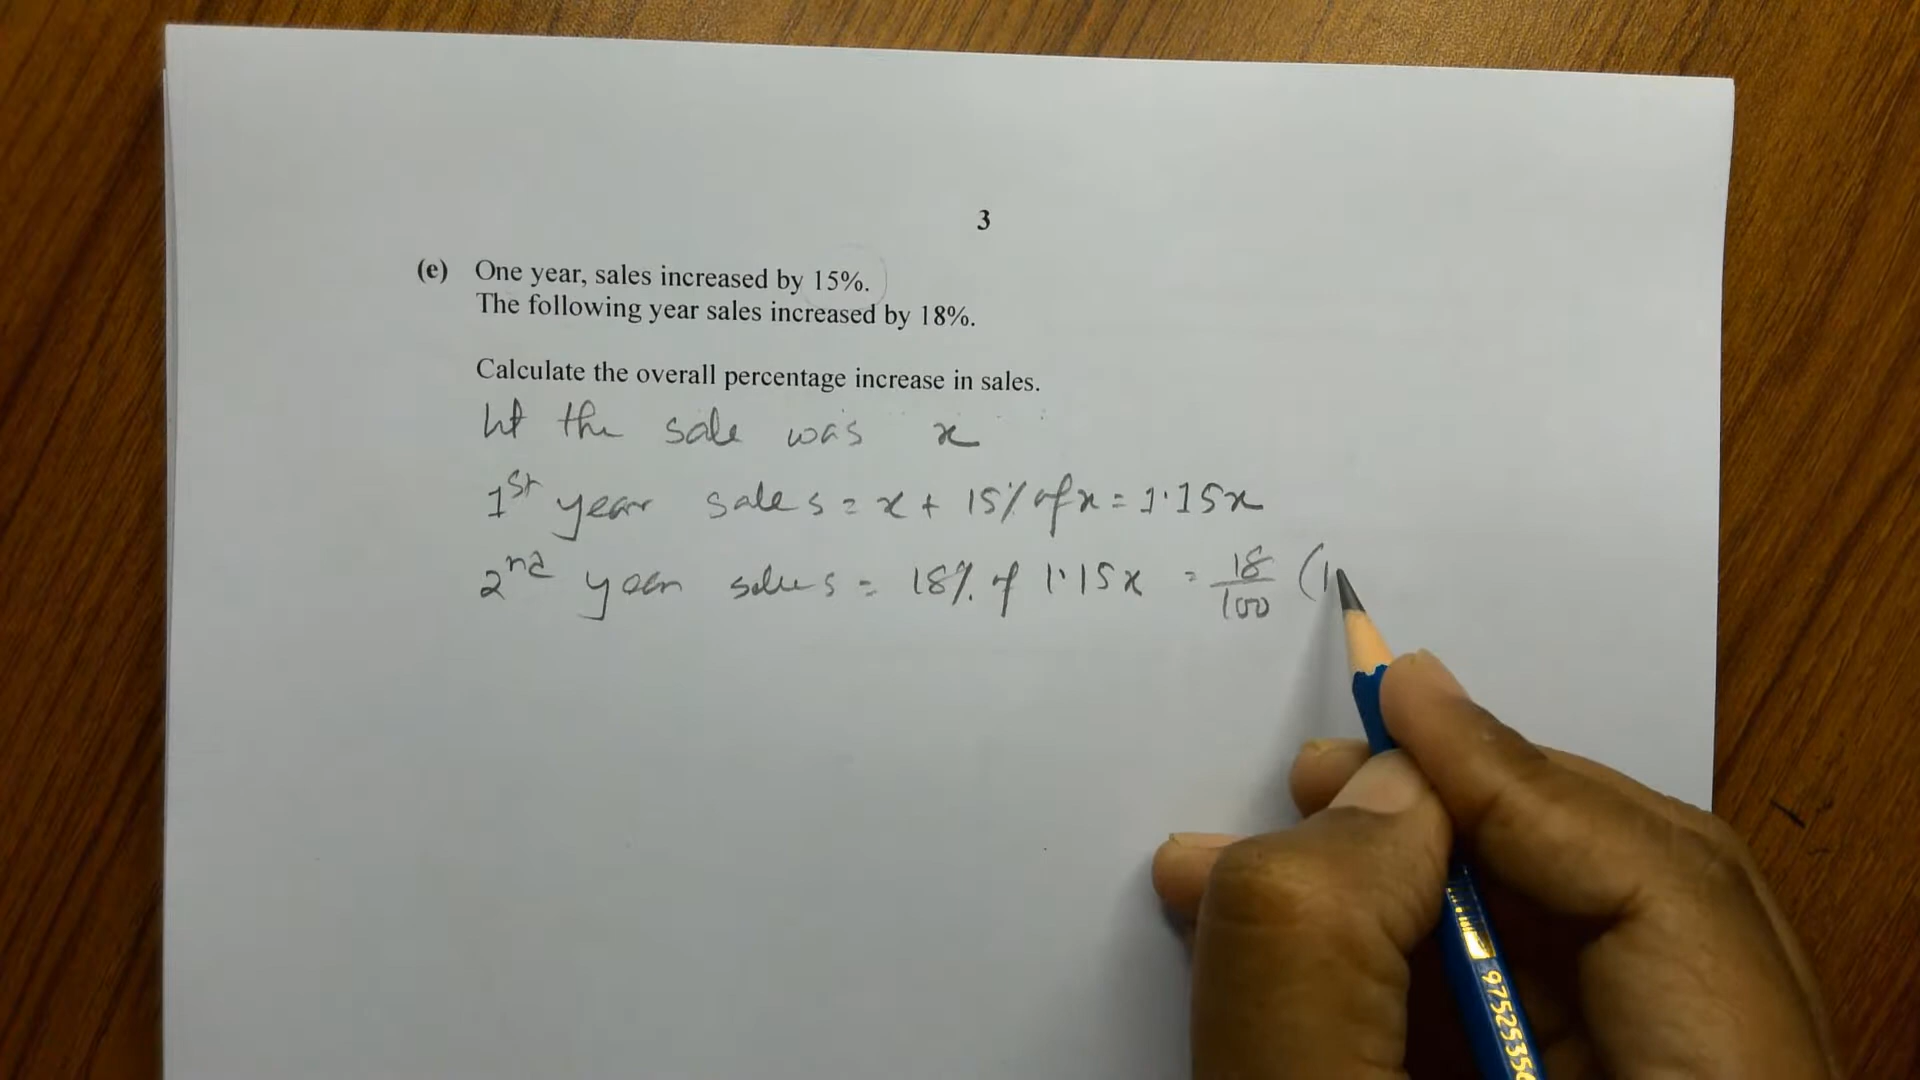 3
(e) One year, sales increased by 15%.
The following year sales increased by 18%.
Calculate the overall percentage increase in sales.
let the sale was x
1st year sales = x + 15% of x = 1.15x
2nd year sales = 18% of 1.15x = 18/100 (1
9752535